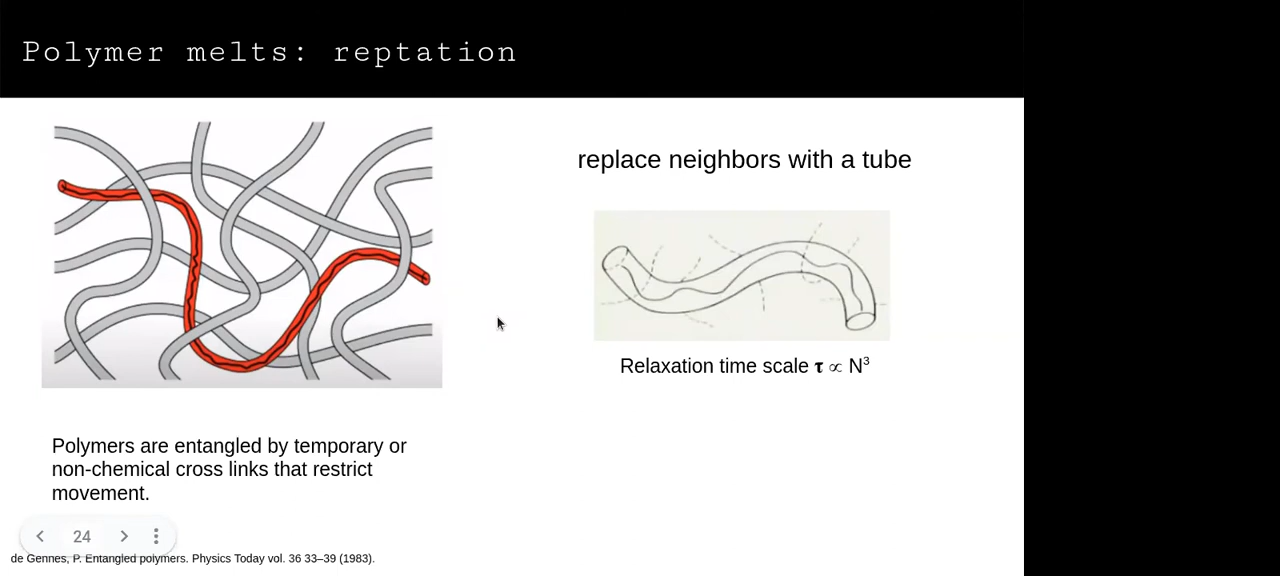 Polymer melts: reptation
replace neighbors with a tube
Relaxation time scale τ ∝ N³
Polymers are entangled by temporary or
non-chemical cross links that restrict
movement.
24
de Gennes, P. Entangled polymers. Physics Today vol. 36 33–39 (1983).